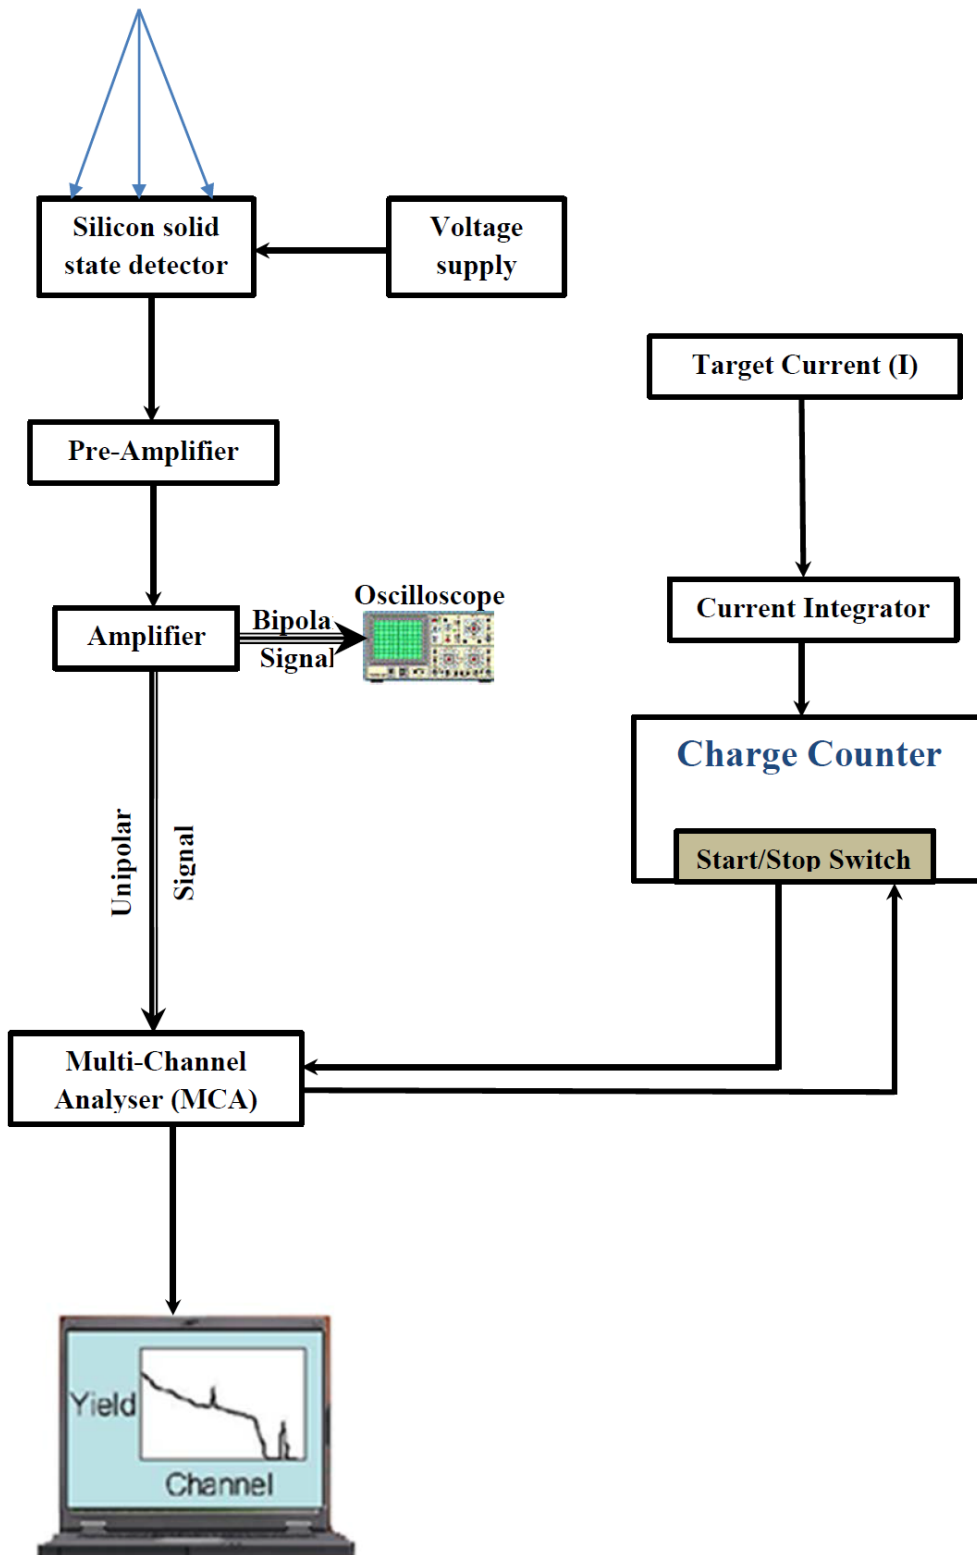 Silicon solid
state detector
Voltage
supply
Target Current (I)
Pre-Amplifier
Amplifier
Bipola
Signal
Oscilloscope
Current Integrator
Charge Counter
Start/Stop Switch
Unipolar
Signal
Multi-Channel
Analyser (MCA)
Yield
Channel